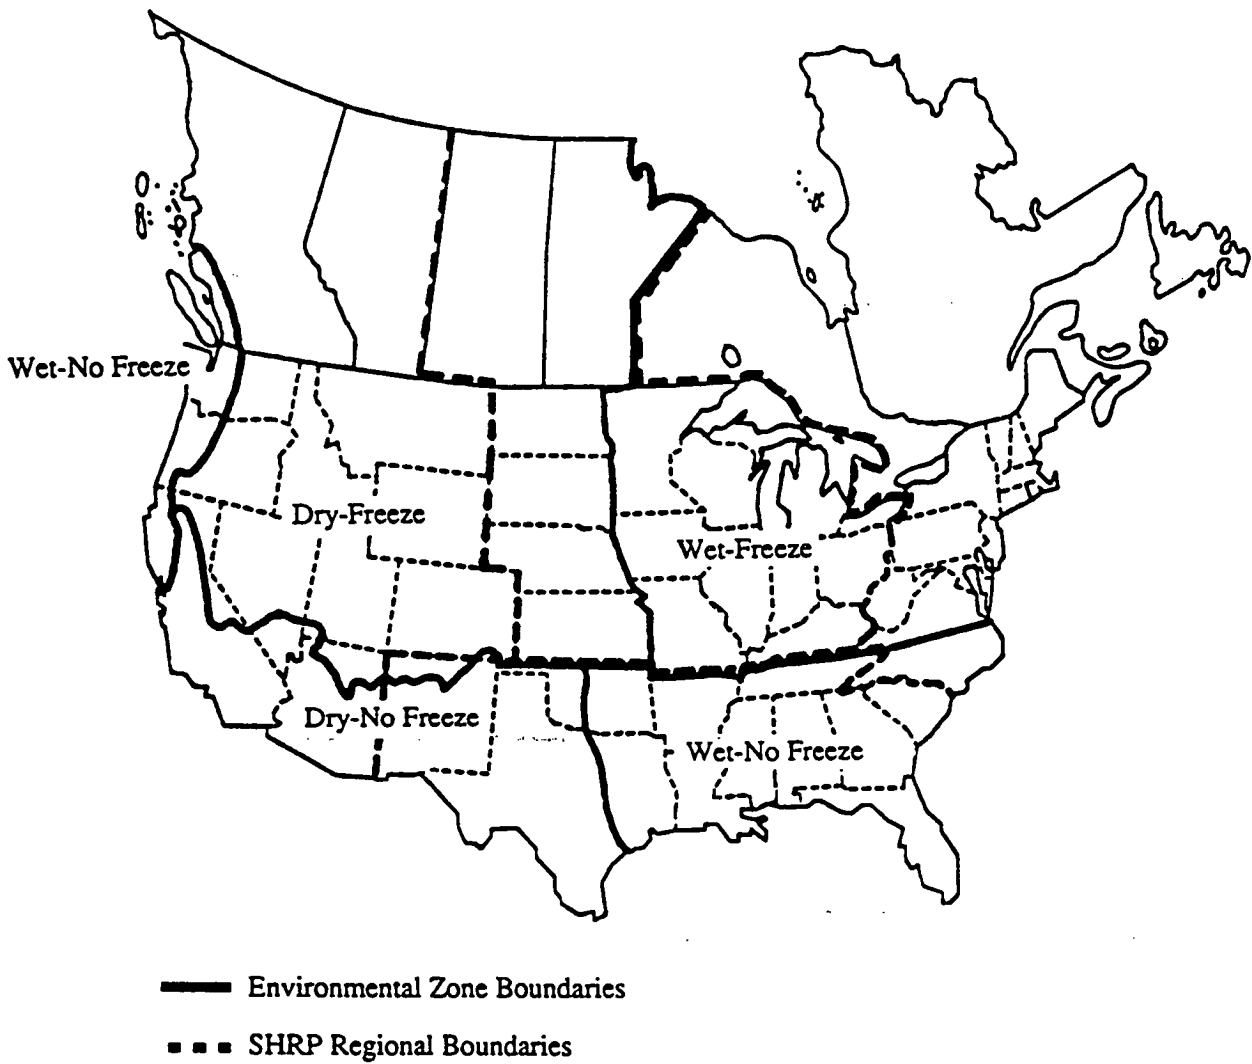 Wet-No Freeze
Dry-Freeze
Wet-Freeze
Dry-No Freeze
Wet-No Freeze
Environmental Zone Boundaries
SHRP Regional Boundaries